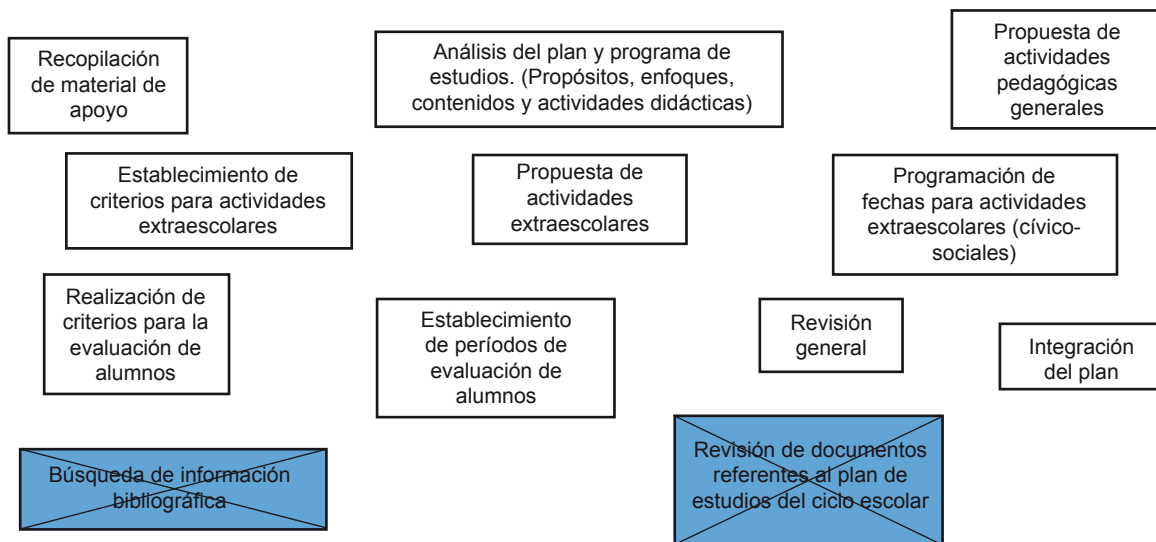 Recopilación
de material de
apoyo
Análisis del plan y programa de
estudios. (Propósitos, enfoques,
contenidos y actividades didácticas)
Propuesta de
actividades
pedagógicas
generales
Establecimiento de
criterios para actividades
extraescolares
Propuesta de
actividades
extraescolares
Programación de
fechas para actividades
extraescolares (cívico-
sociales)
Realización de
criterios para la
evaluación de
alumnos
Establecimiento
de períodos de
evaluación de
alumnos
Revisión
general
Integración
del plan
Búsqueda de información
bibliográfica
Revisión de documentos
referentes al plan de
estudios del ciclo escolar